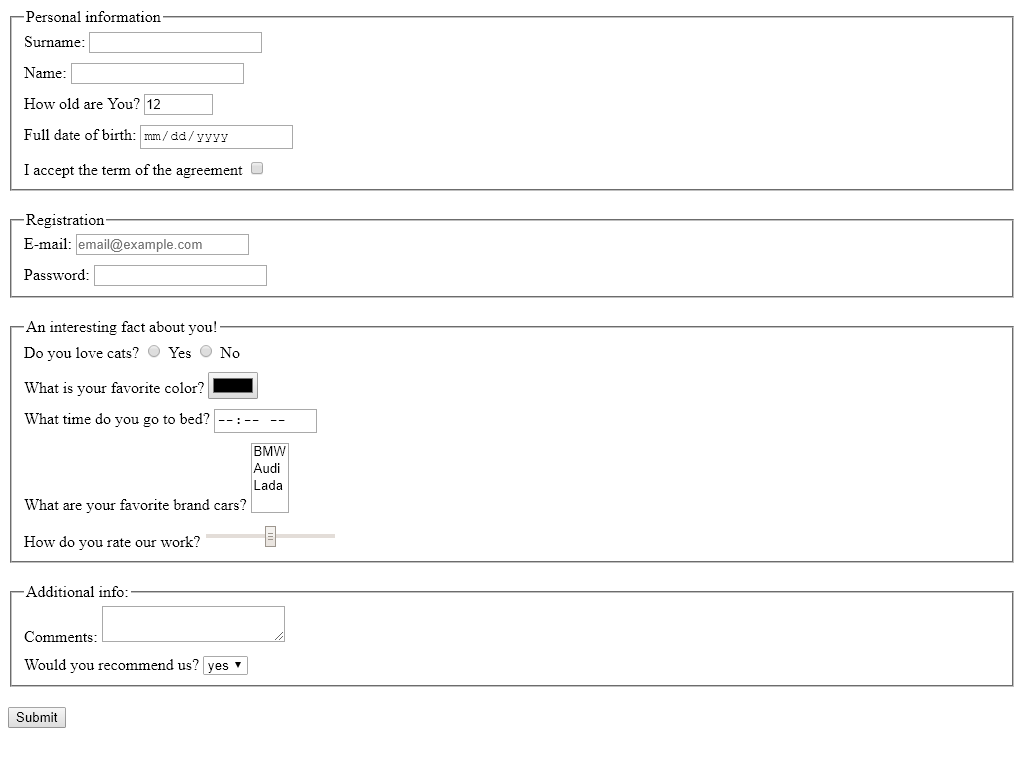 Personal information
Surname:
Name:
How old are You? 12
Full date of birth: mm/dd/yyyy
I accept the term of the agreement
Registration
E-mail: email@example.com
Password:
An interesting fact about you!
Do you love cats? Yes No
What is your favorite color?
What time do you go to bed? --:-- --
BMW
Audi
Lada
What are your favorite brand cars?
How do you rate our work?
Additional info:
Comments:
Would you recommend us? yes
Submit